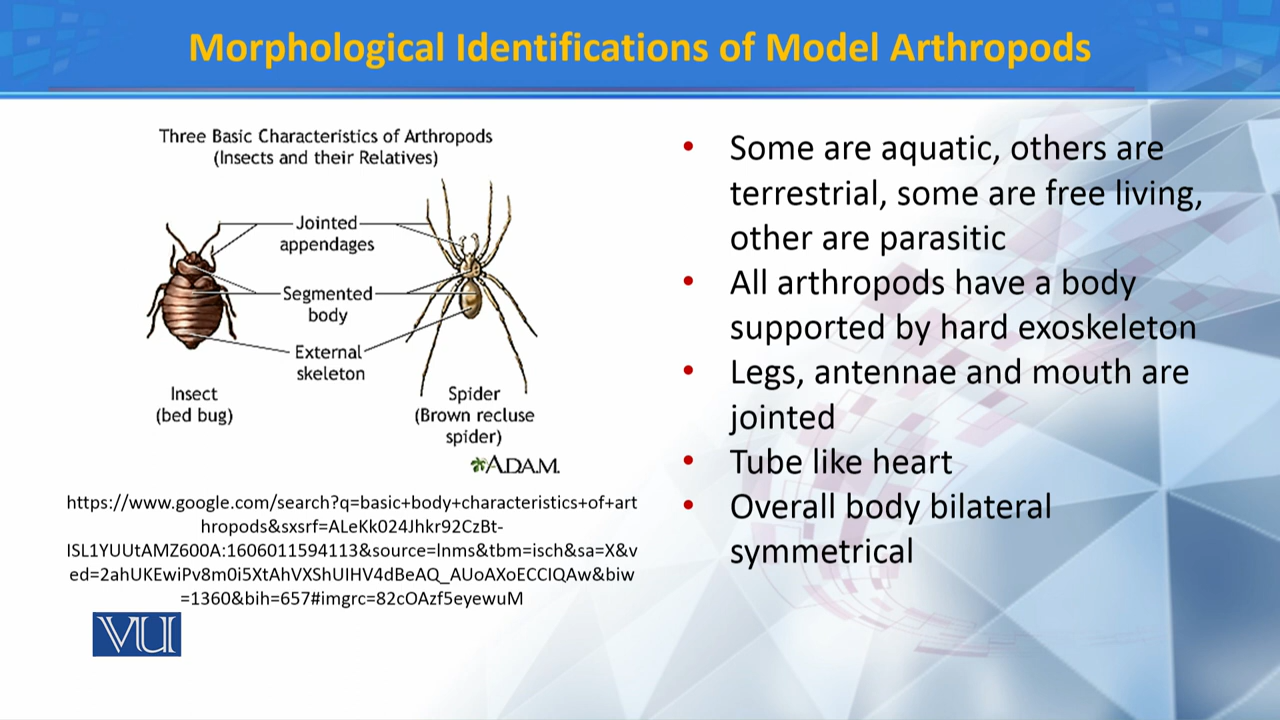 Morphological Identifications of Model Arthropods
Three Basic Characteristics of Arthropods
(Insects and their Relatives)
Jointed
appendages
Segmented
body
External
skeleton
Insect
(bed bug)
Spider
(Brown recluse
spider)
A.D.A.M.
https://www.google.com/search?q=basic+body+characteristics+of+art
hropods&sxsrf=ALeKk024Jhkr92CzBt-
ISL1YUUtAMZ600A:1606011594113&source=lnms&tbm=isch&sa=X&v
ed=2ahUKEwiPv8m0i5XtAhVXShUIHV4dBeAQ_AUoAXoECCIQAw&biw
=1360&bih=657#imgrc=82cOAzf5eyewuM
VU
• Some are aquatic, others are
terrestrial, some are free living,
other are parasitic
• All arthropods have a body
supported by hard exoskeleton
• Legs, antennae and mouth are
jointed
• Tube like heart
• Overall body bilateral
symmetrical